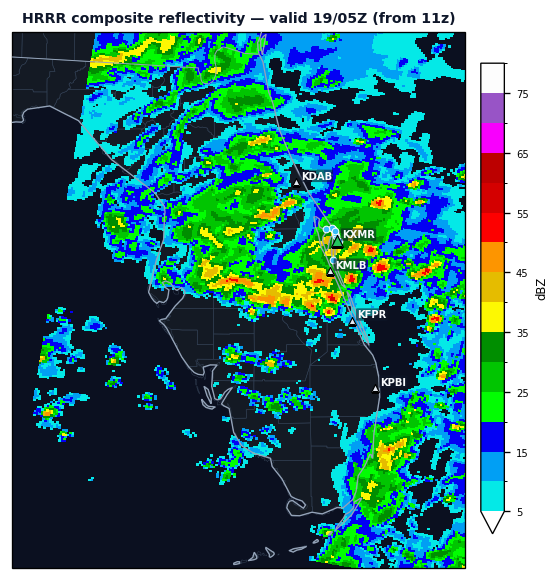 HRRR composite reflectivity — valid 19/05Z (from 11z)
KDAB
KXMR
KMLB
KFPR
KPBI
75
65
55
45
35
25
15
5
dBZ